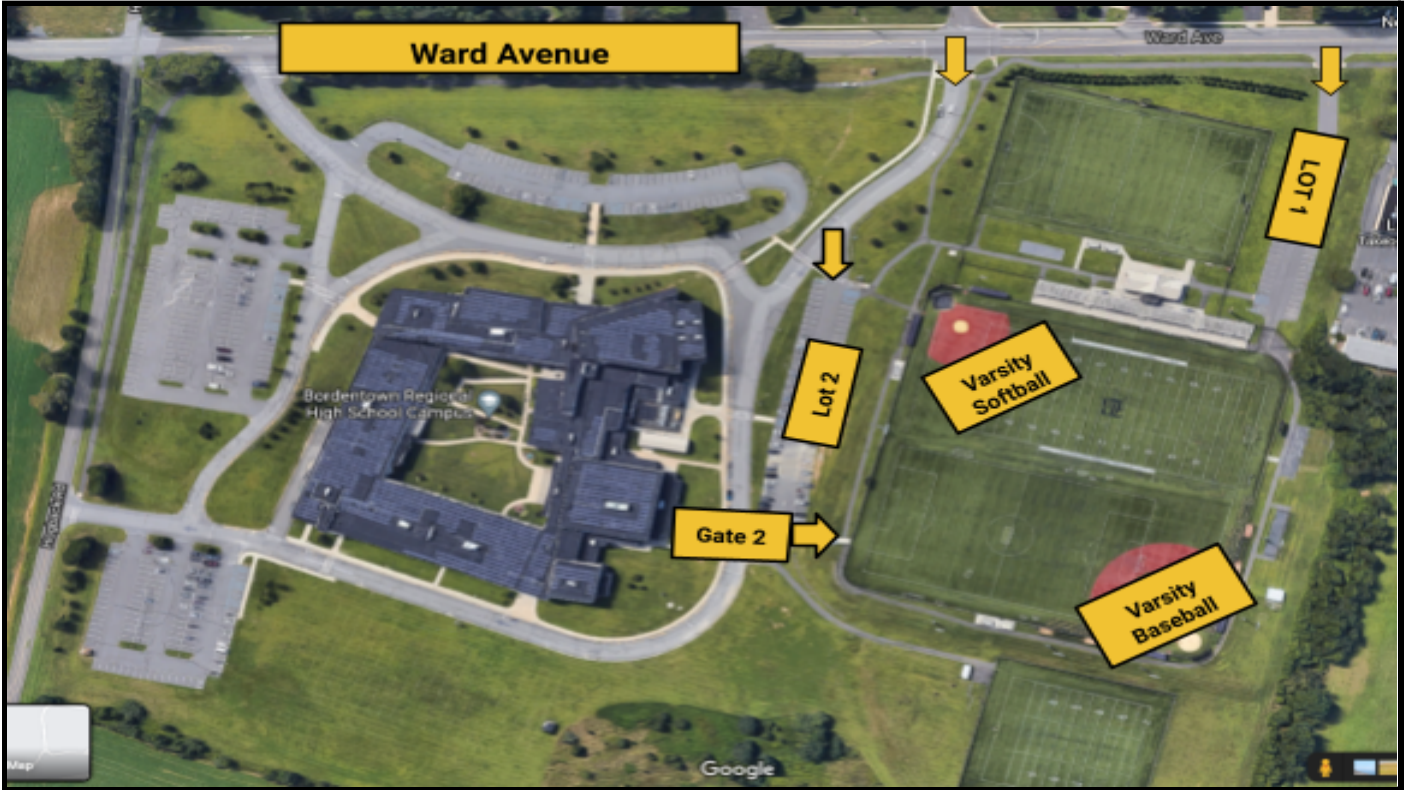 Ward Avenue
Ward Ave
LOT 1
Varsity
Softball
Lot 2
Bordentown Regional
High School Campus
Gate 2
Varsity
Baseball
Map
Google